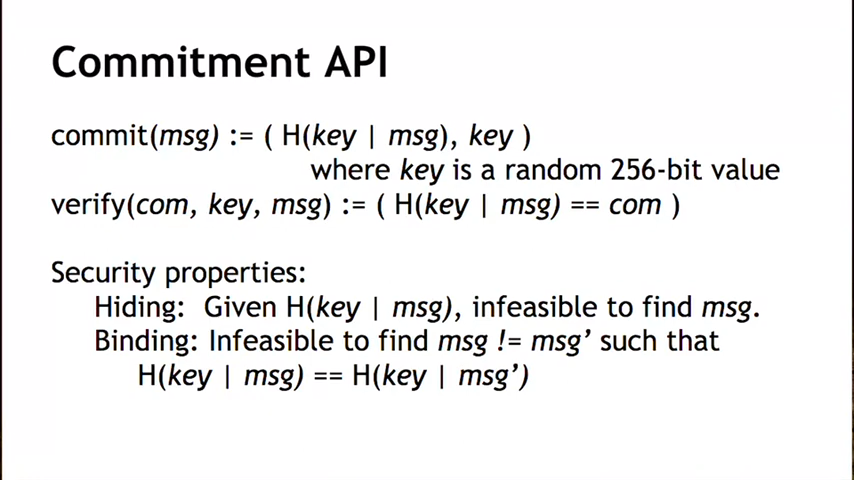 Commitment API
commit(msg) := ( H(key | msg), key )
where key is a random 256-bit value
verify(com, key, msg) := ( H(key | msg) == com )
Security properties:
Hiding: Given H(key | msg), infeasible to find msg.
Binding: Infeasible to find msg != msg’ such that
H(key | msg) == H(key | msg’)